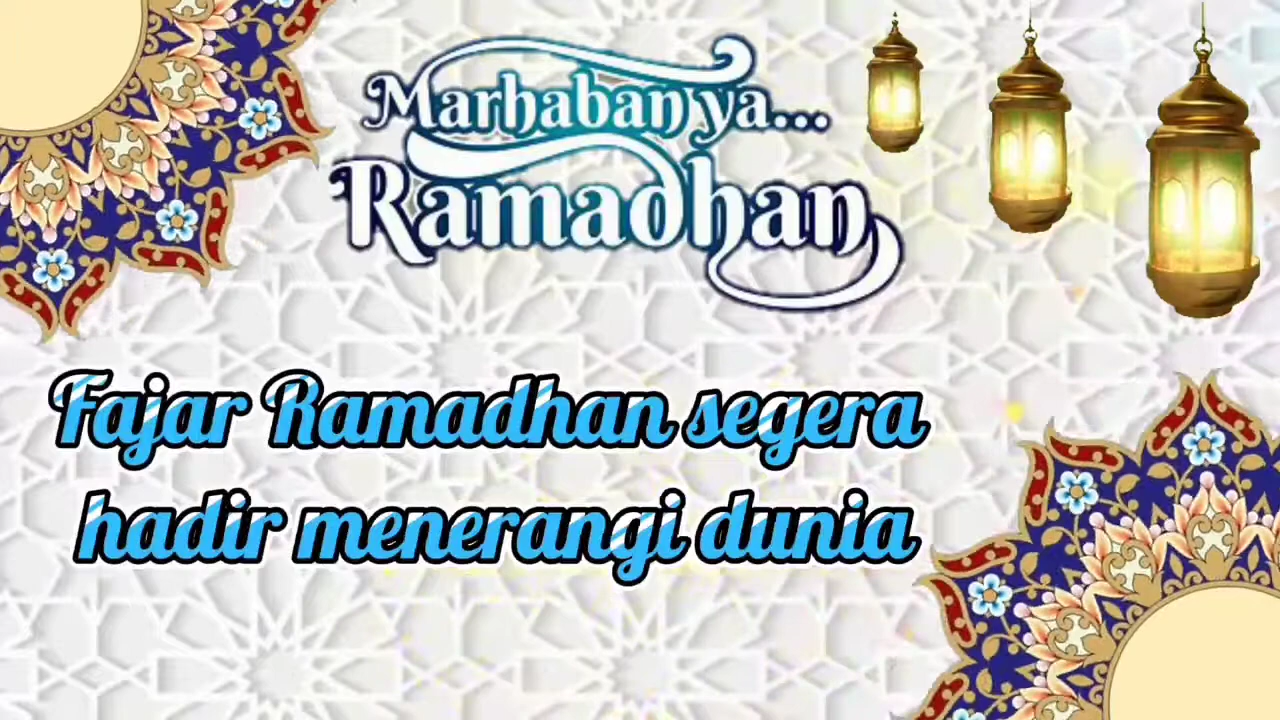 Marhaban ya...
Ramadhan
Fajar Ramadhan segera
hadir menerangi dunia